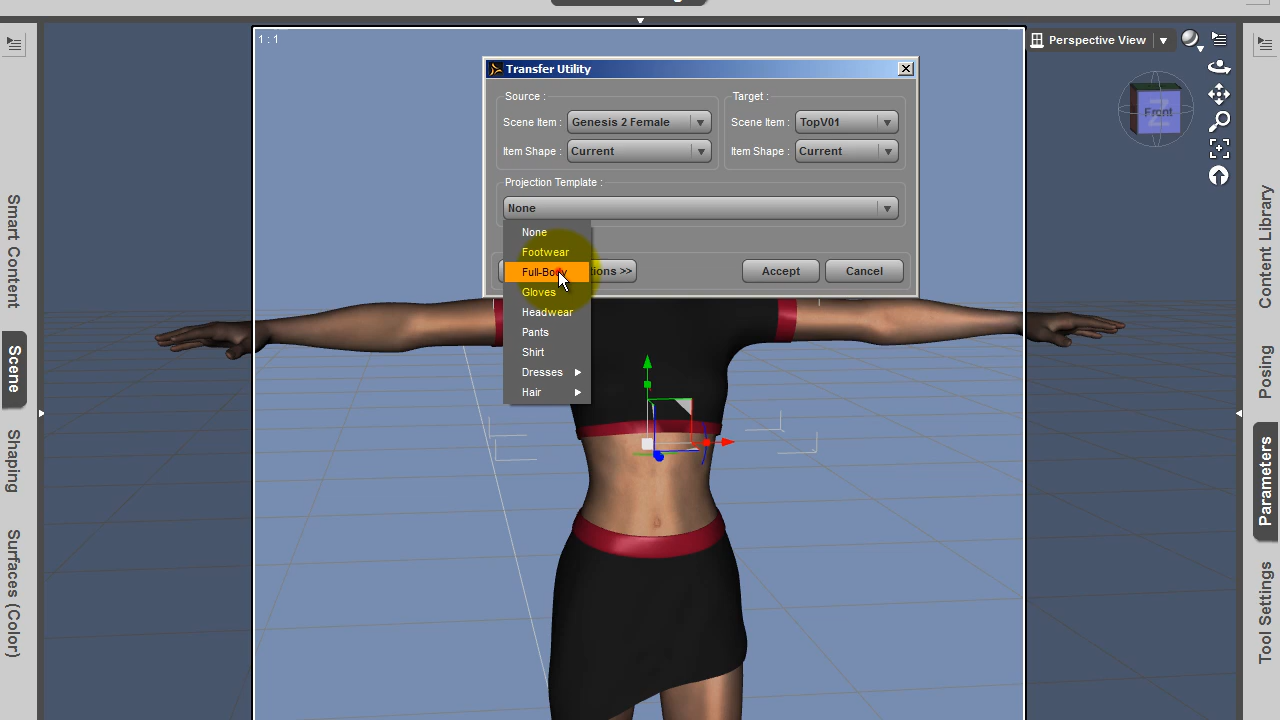 1 : 1
Perspective View
Transfer Utility
Source :
Target :
Scene Item :
Genesis 2 Female
Scene Item :
TopV01
Item Shape :
Current
Item Shape :
Current
Projection Template :
None
None
Footwear
Full-Body
Gloves
Headwear
Pants
Shirt
Dresses
Hair
>>
Accept
Cancel
Front
Smart Content
Scene
Shaping
Surfaces (Color)
Content Library
Posing
Parameters
Tool Settings